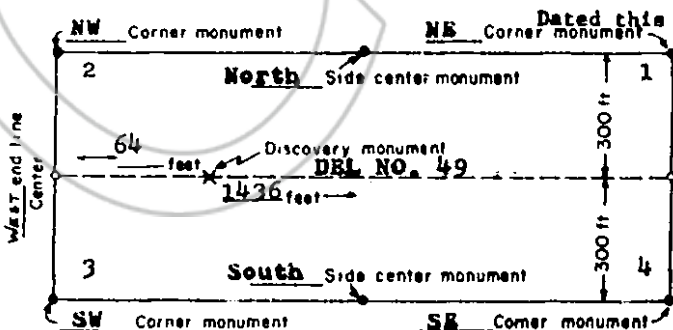 Dated this
NW Corner monument NE Corner monument
2 1
North Side center monument
300 ft
64 feet
Discovery monument
DBL NO. 49
1436 feet
WEST end line
Center
300 ft
3 4
South Side center monument
SW Corner monument SE Corner monument